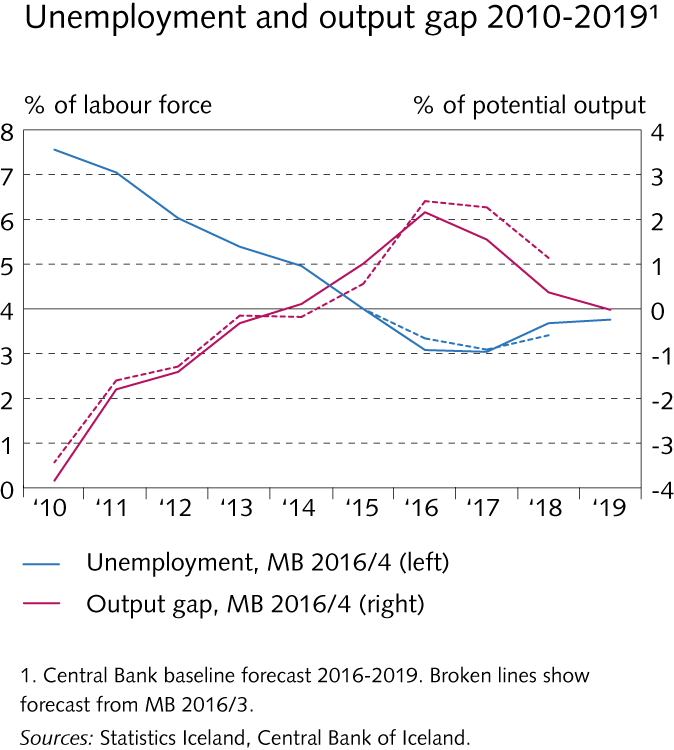 Unemployment and output gap 2010-2019¹
% of labour force % of potential output
8 4
7 3
6 2
5 1
4 0
3 -1
2 -2
1 -3
0 -4
‘10 ‘11 ‘12 ‘13 ‘14 ‘15 ‘16 ‘17 ‘18 ‘19
Unemployment, MB 2016/4 (left)
Output gap, MB 2016/4 (right)
1. Central Bank baseline forecast 2016-2019. Broken lines show
forecast from MB 2016/3.
Sources: Statistics Iceland, Central Bank of Iceland.